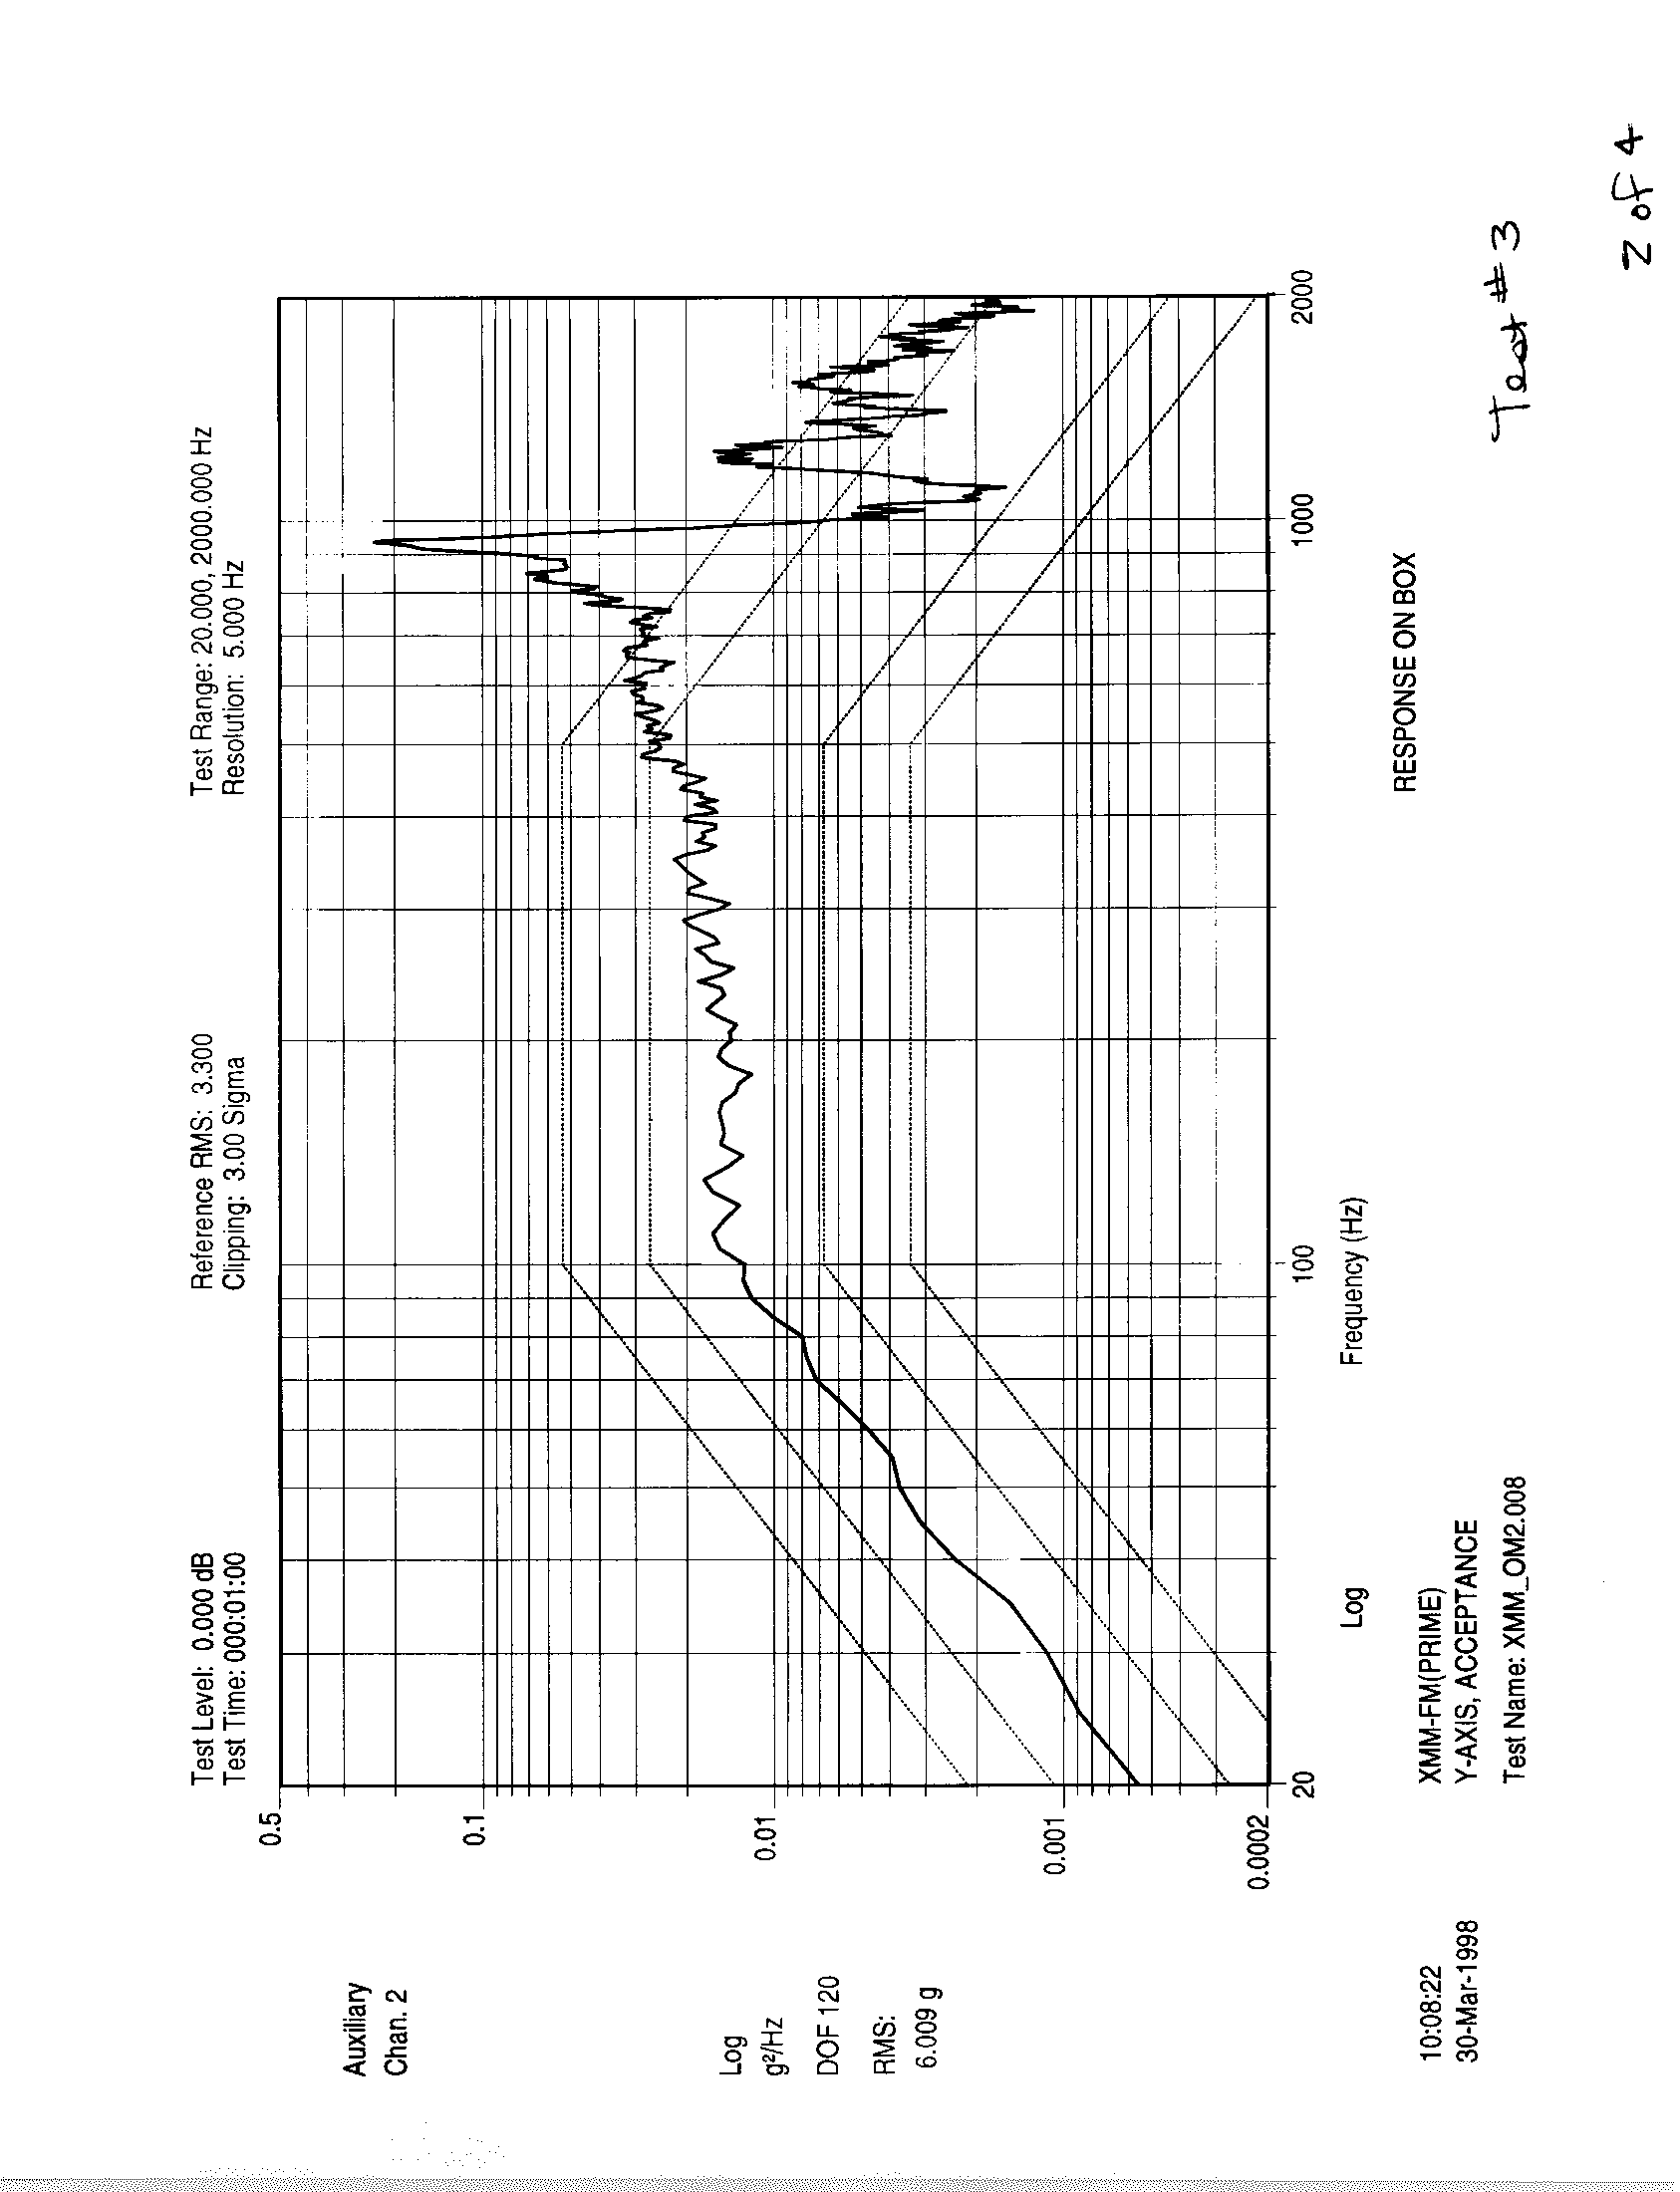 Test Level: 0.000 dB
Test Time: 000:01:00
Reference RMS: 3.300
Clipping: 3.00 Sigma
Test Range: 20.000, 2000.000 Hz
Resolution: 5.000 Hz
Auxiliary
Chan. 2
Log
g²/Hz
DOF 120
RMS:
6.009 g
0.5
0.1
0.01
0.001
0.0002
20
100
1000
2000
Log
Frequency (Hz)
RESPONSE ON BOX
10:08:22
30-Mar-1998
XMM-FM(PRIME)
Y-AXIS, ACCEPTANCE
Test Name: XMM_OM2.008
Test #3
2 of 4